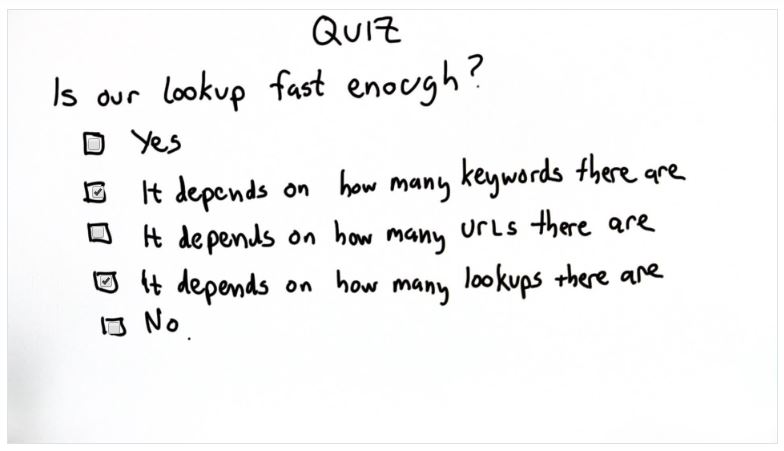 QUIZ
Is our lookup fast enough?
Yes
It depends on how many keywords there are
It depends on how many URLs there are
It depends on how many lookups there are
No.